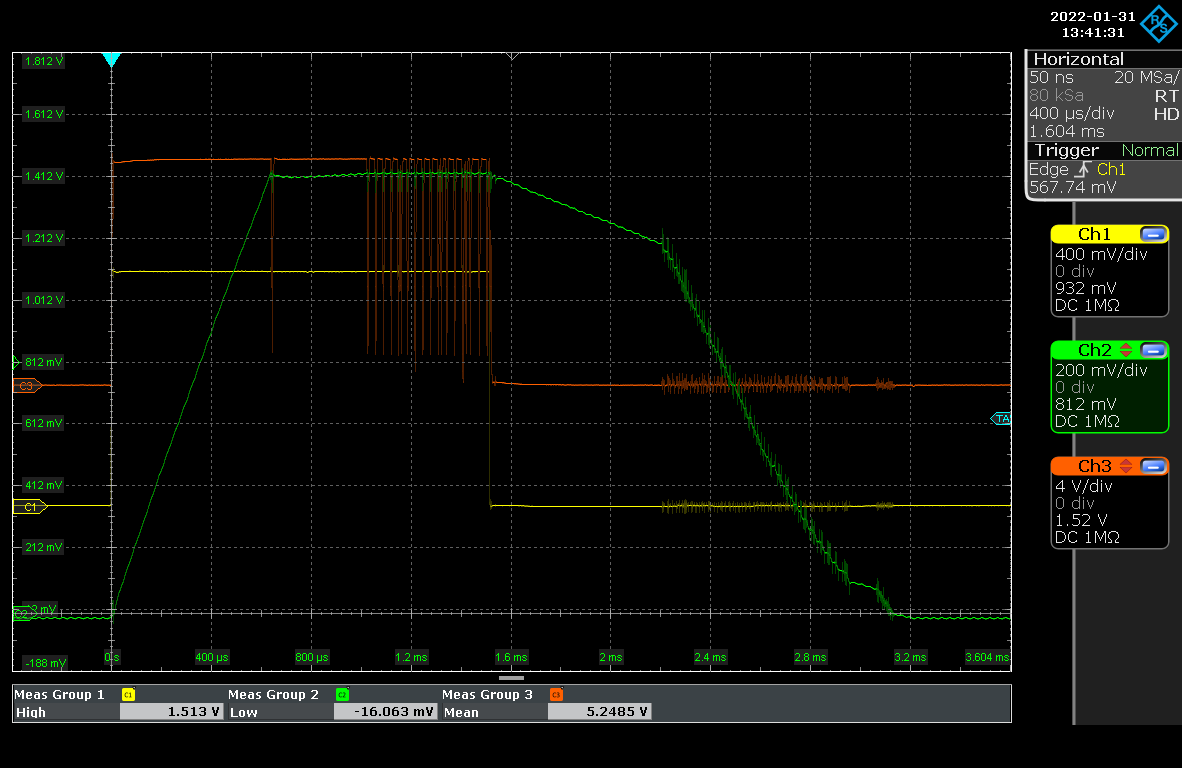 2022-01-31
13:41:31
R S
Horizontal
50 ns 20 MSa/
80 kSa RT
400 µs/div HD
1.604 ms
Trigger Normal
Edge Ch1
567.74 mV
Ch1
400 mV/div
0 div
932 mV
DC 1MΩ
Ch2
200 mV/div
0 div
812 mV
DC 1MΩ
Ch3
4 V/div
0 div
1.52 V
DC 1MΩ
1.812 V
1.612 V
1.412 V
1.212 V
1.012 V
812 mV
C3
TA
612 mV
412 mV
C1
212 mV
C2
-188 mV
0 s 400 µs 800 µs 1.2 ms 1.6 ms 2 ms 2.4 ms 2.8 ms 3.2 ms 3.604 ms
Meas Group 1 C1 Meas Group 2 C2 Meas Group 3 C3
High 1.513 V Low -16.063 mV Mean 5.2485 V